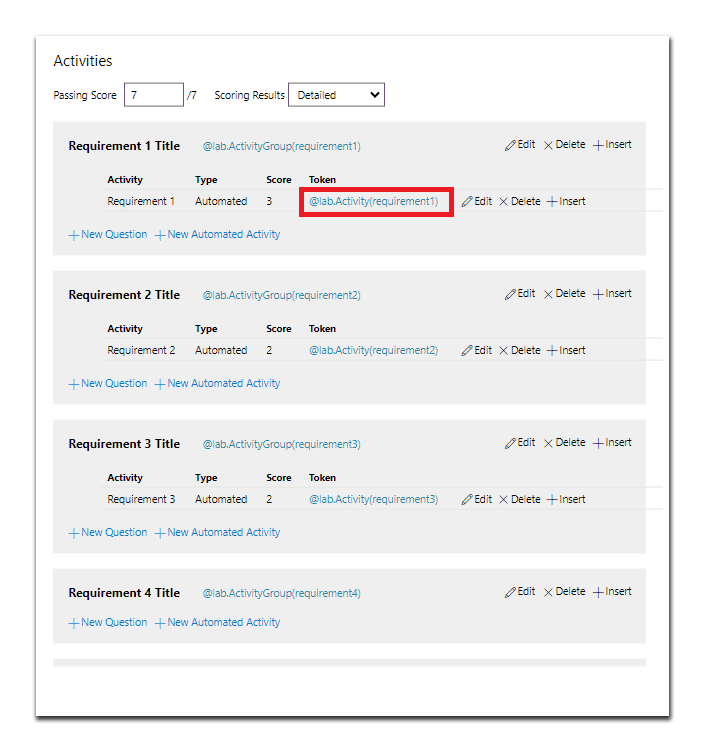 Activities
Passing Score 7 /7 Scoring Results Detailed
Requirement 1 Title @lab.ActivityGroup(requirement1) Edit Delete Insert
Activity Type Score Token
Requirement 1 Automated 3 @lab.Activity(requirement1) Edit Delete Insert
New Question New Automated Activity
Requirement 2 Title @lab.ActivityGroup(requirement2) Edit Delete Insert
Activity Type Score Token
Requirement 2 Automated 2 @lab.Activity(requirement2) Edit Delete Insert
New Question New Automated Activity
Requirement 3 Title @lab.ActivityGroup(requirement3) Edit Delete Insert
Activity Type Score Token
Requirement 3 Automated 2 @lab.Activity(requirement3) Edit Delete Insert
New Question New Automated Activity
Requirement 4 Title @lab.ActivityGroup(requirement4) Edit Delete Insert
New Question New Automated Activity